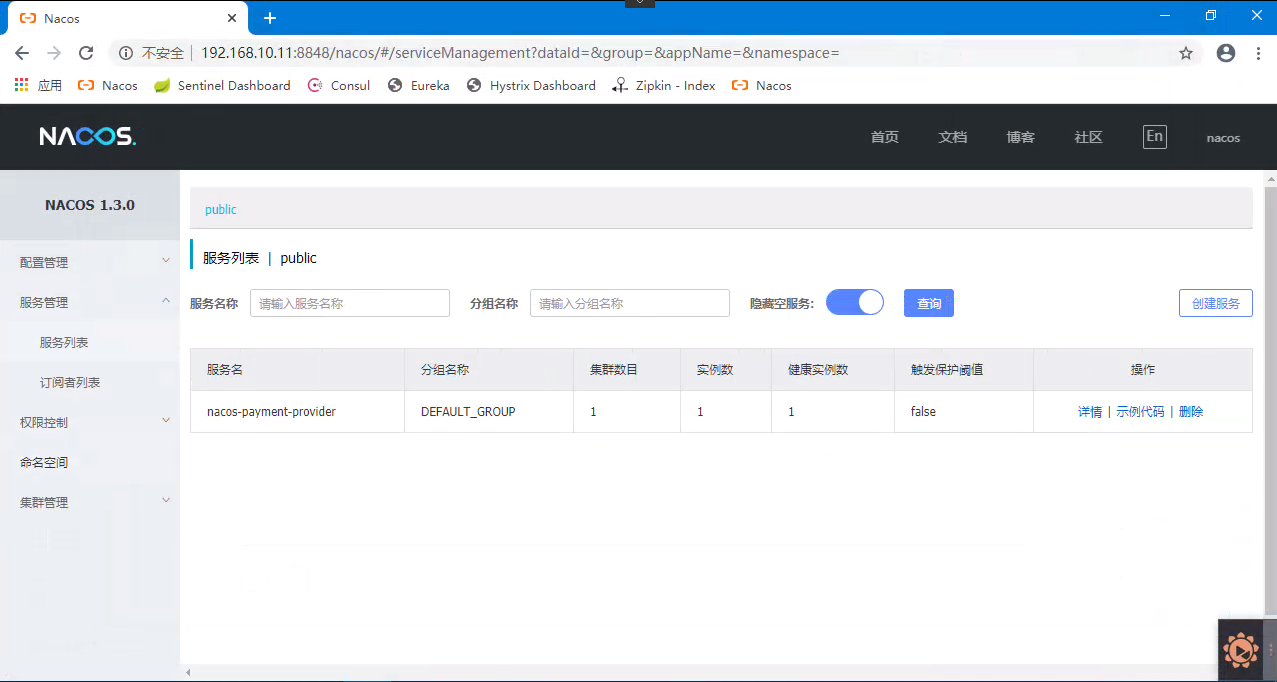 Nacos
不安全 | 192.168.10.11:8848/nacos/#/serviceManagement?dataId=&group=&appName=&namespace=
应用 Nacos Sentinel Dashboard Consul Eureka Hystrix Dashboard Zipkin - Index Nacos
NACOS. 首页 文档 博客 社区 En nacos
NACOS 1.3.0
public
配置管理
服务列表 | public
服务管理
服务名称 请输入服务名称 分组名称 请输入分组名称 隐藏空服务: 查询 创建服务
服务列表
订阅者列表
权限控制
命名空间
集群管理
服务名 分组名称 集群数目 实例数 健康实例数 触发保护阈值 操作
nacos-payment-provider DEFAULT_GROUP 1 1 1 false 详情 | 示例代码 | 删除